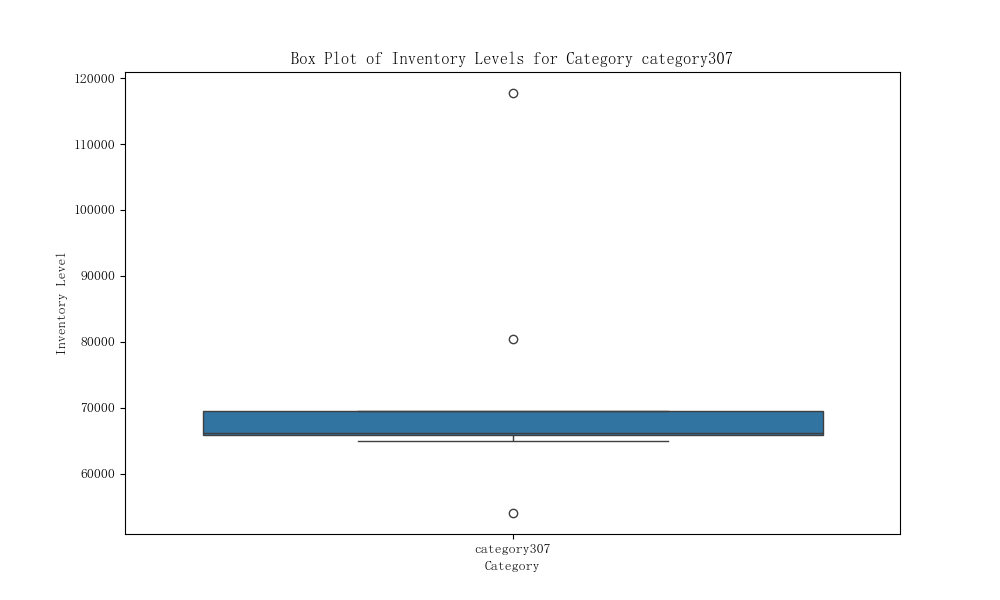 Box Plot of Inventory Levels for Category category307
120000
110000
100000
90000
80000
70000
60000
Inventory Level
category307
Category